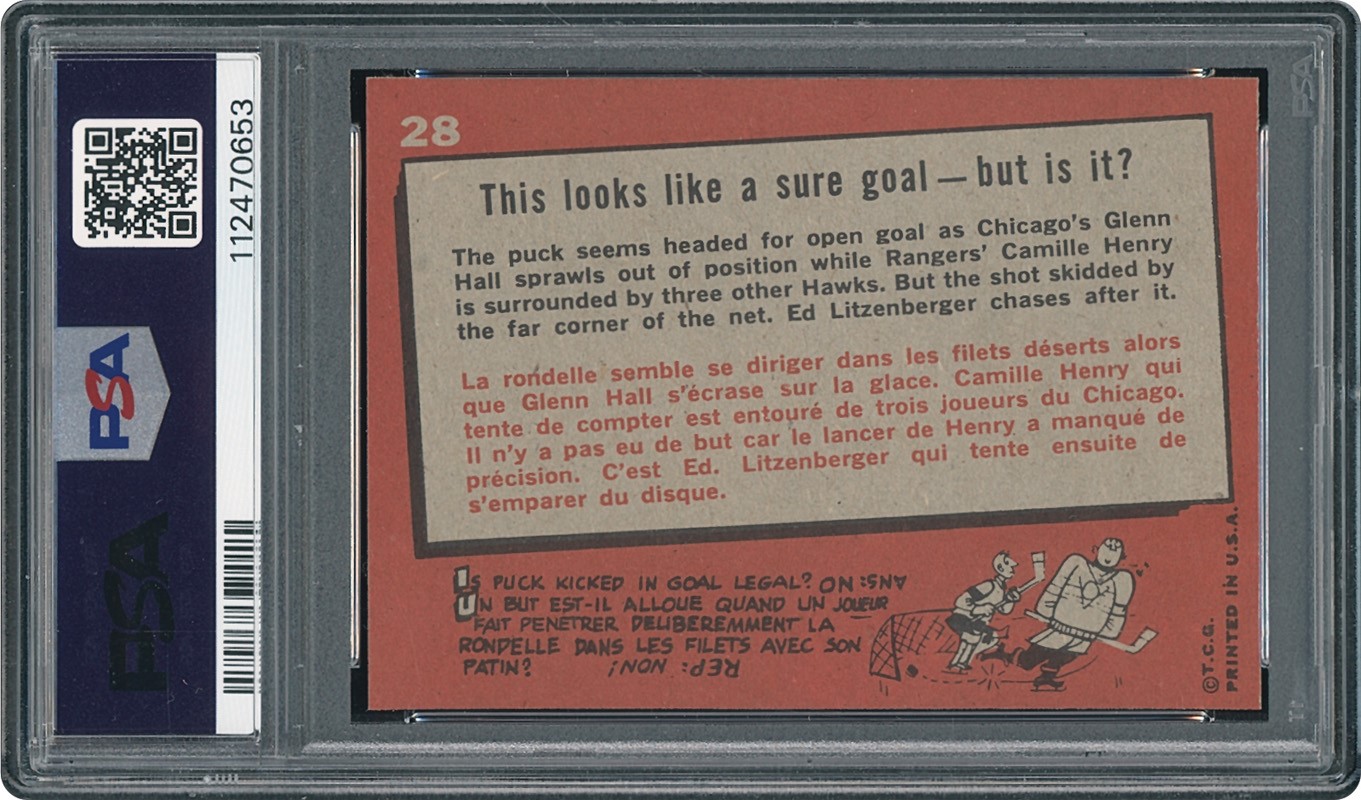 112470653
PSA
PSA
PSA
28
This looks like a sure goal — but is it?
The puck seems headed for open goal as Chicago's Glenn
Hall sprawls out of position while Rangers' Camille Henry
is surrounded by three other Hawks. But the shot skidded by
the far corner of the net. Ed Litzenberger chases after it.
La rondelle semble se diriger dans les filets déserts alors
que Glenn Hall s'écrase sur la glace. Camille Henry qui
tente de compter est entouré de trois joueurs du Chicago.
Il n'y a pas eu de but car le lancer de Henry a manqué de
précision. C'est Ed. Litzenberger qui tente ensuite de
s'emparer du disque.
IS PUCK KICKED IN GOAL LEGAL? ANS: NO
UN BUT EST-IL ALLOUE QUAND UN JOUEUR
FAIT PENETRER DELIBEREMMENT LA
RONDELLE DANS LES FILETS AVEC SON
PATIN? REP: NON!
©T.C.G.
PRINTED IN U.S.A.